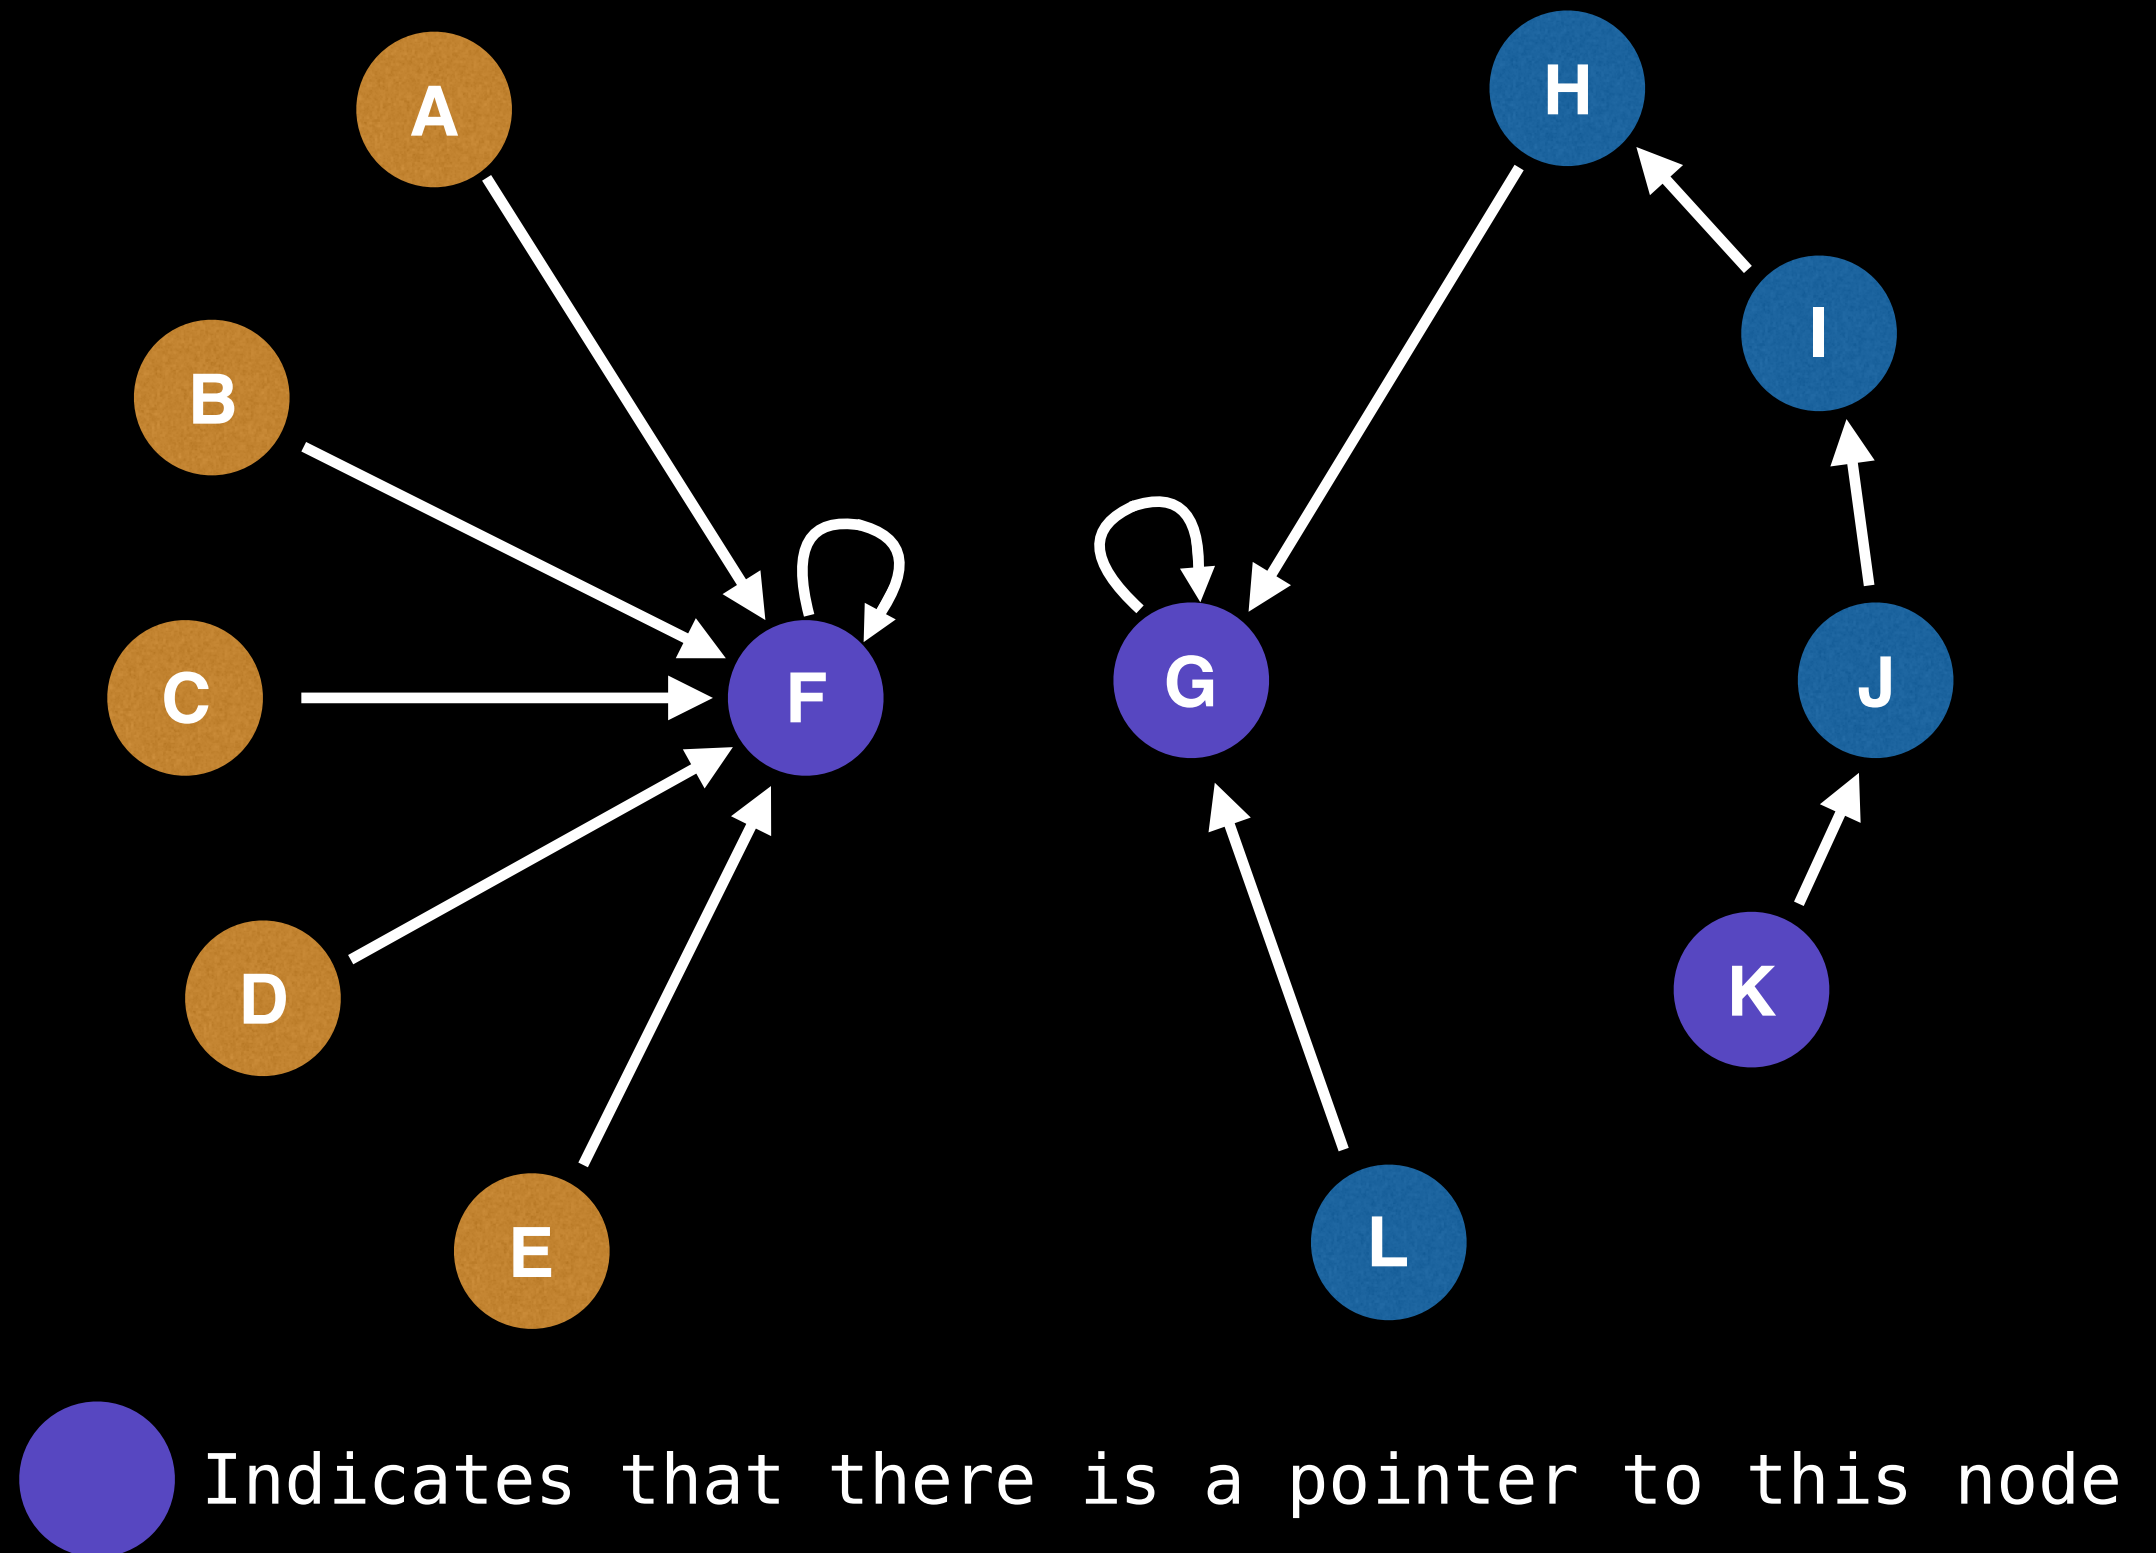 A
H
I
B
C
F
G
J
D
K
E
L
Indicates that there is a pointer to this node